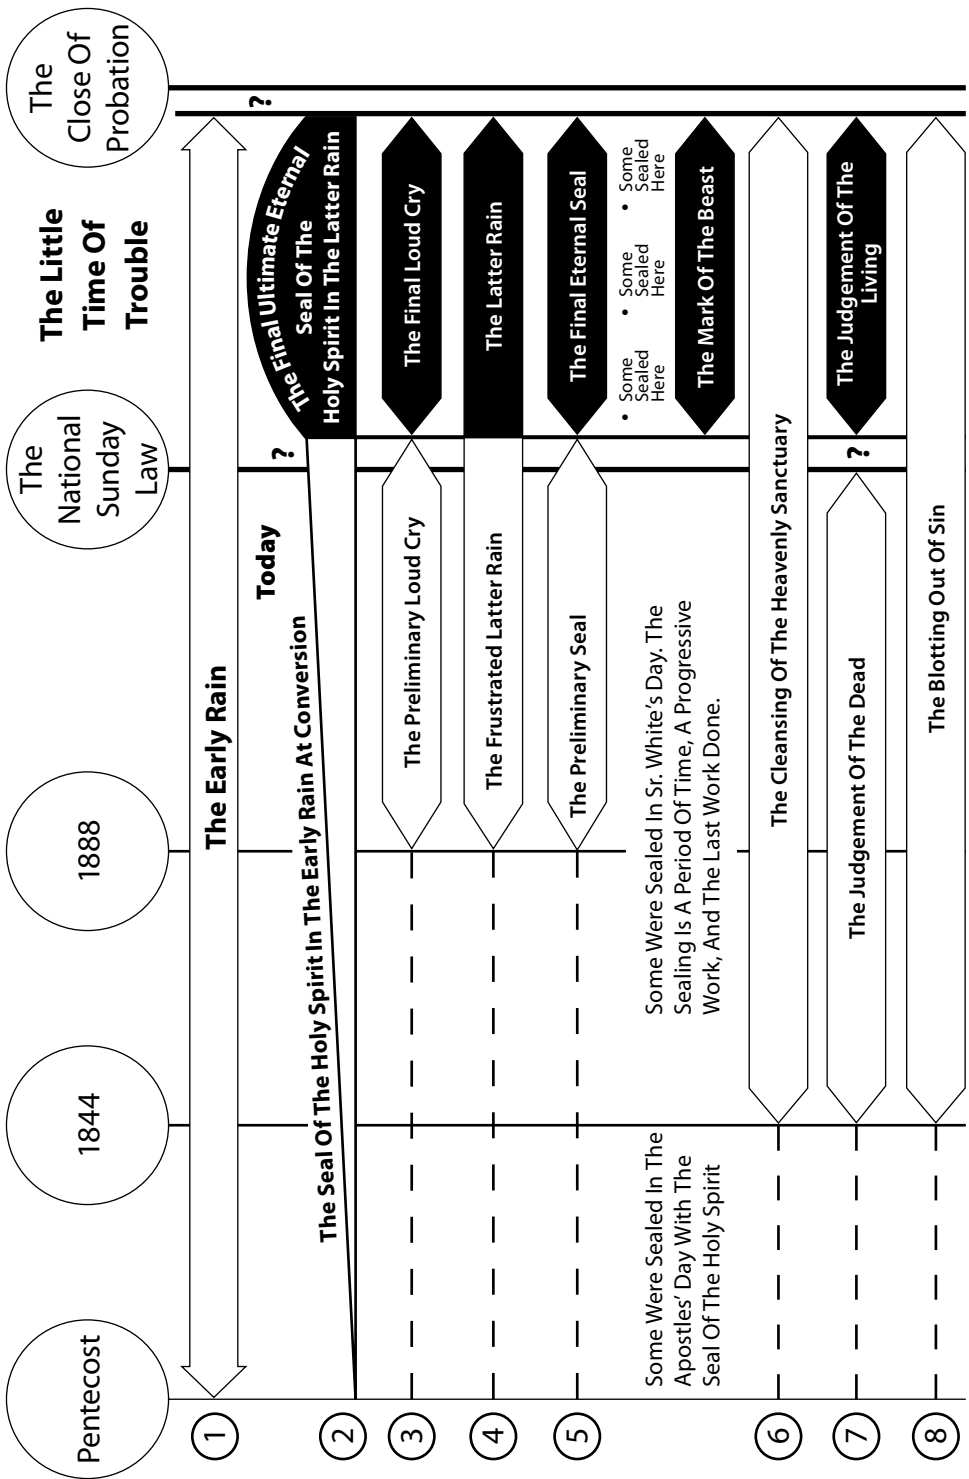 Pentecost
1844
1888
The
National
Sunday
Law
The Little
Time Of
Trouble
The
Close Of
Probation
1
The Early Rain
Today
?
?
2
The Seal Of The Holy Spirit In The Early Rain At Conversion
The Final Ultimate Eternal
Seal Of The
Holy Spirit In The Latter Rain
3
The Preliminary Loud Cry
The Final Loud Cry
4
The Frustrated Latter Rain
The Latter Rain
5
The Preliminary Seal
The Final Eternal Seal
Some Were Sealed In The
Apostles’ Day With The
Seal Of The Holy Spirit
Some Were Sealed In Sr. White’s Day. The
Sealing Is A Period Of Time, A Progressive
Work, And The Last Work Done.
• Some
Sealed
Here
• Some
Sealed
Here
• Some
Sealed
Here
The Mark Of The Beast
6
The Cleansing Of The Heavenly Sanctuary
7
The Judgement Of The Dead
?
The Judgement Of The
Living
8
The Blotting Out Of Sin